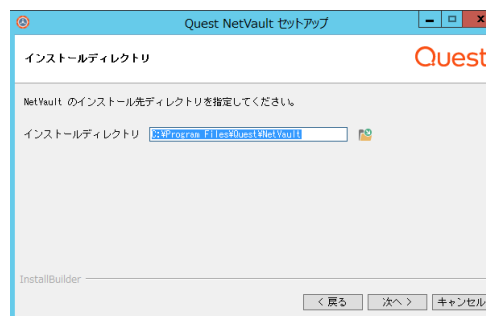 Quest NetVault セットアップ
インストールディレクトリ
Quest
NetVault のインストール先ディレクトリを指定してください。
インストールディレクトリ C:¥Program Files¥Quest¥NetVault
InstallBuilder
< 戻る 次へ > キャンセル